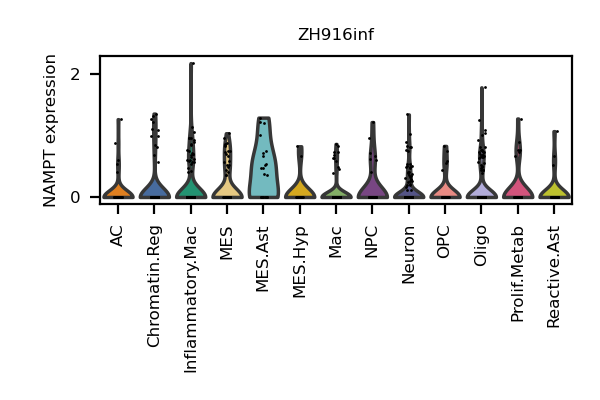 ZH916inf
NAMPT expression
2
0
AC
Chromatin.Reg
Inflammatory.Mac
MES
MES.Ast
MES.Hyp
Mac
NPC
Neuron
OPC
Oligo
Prolif.Metab
Reactive.Ast